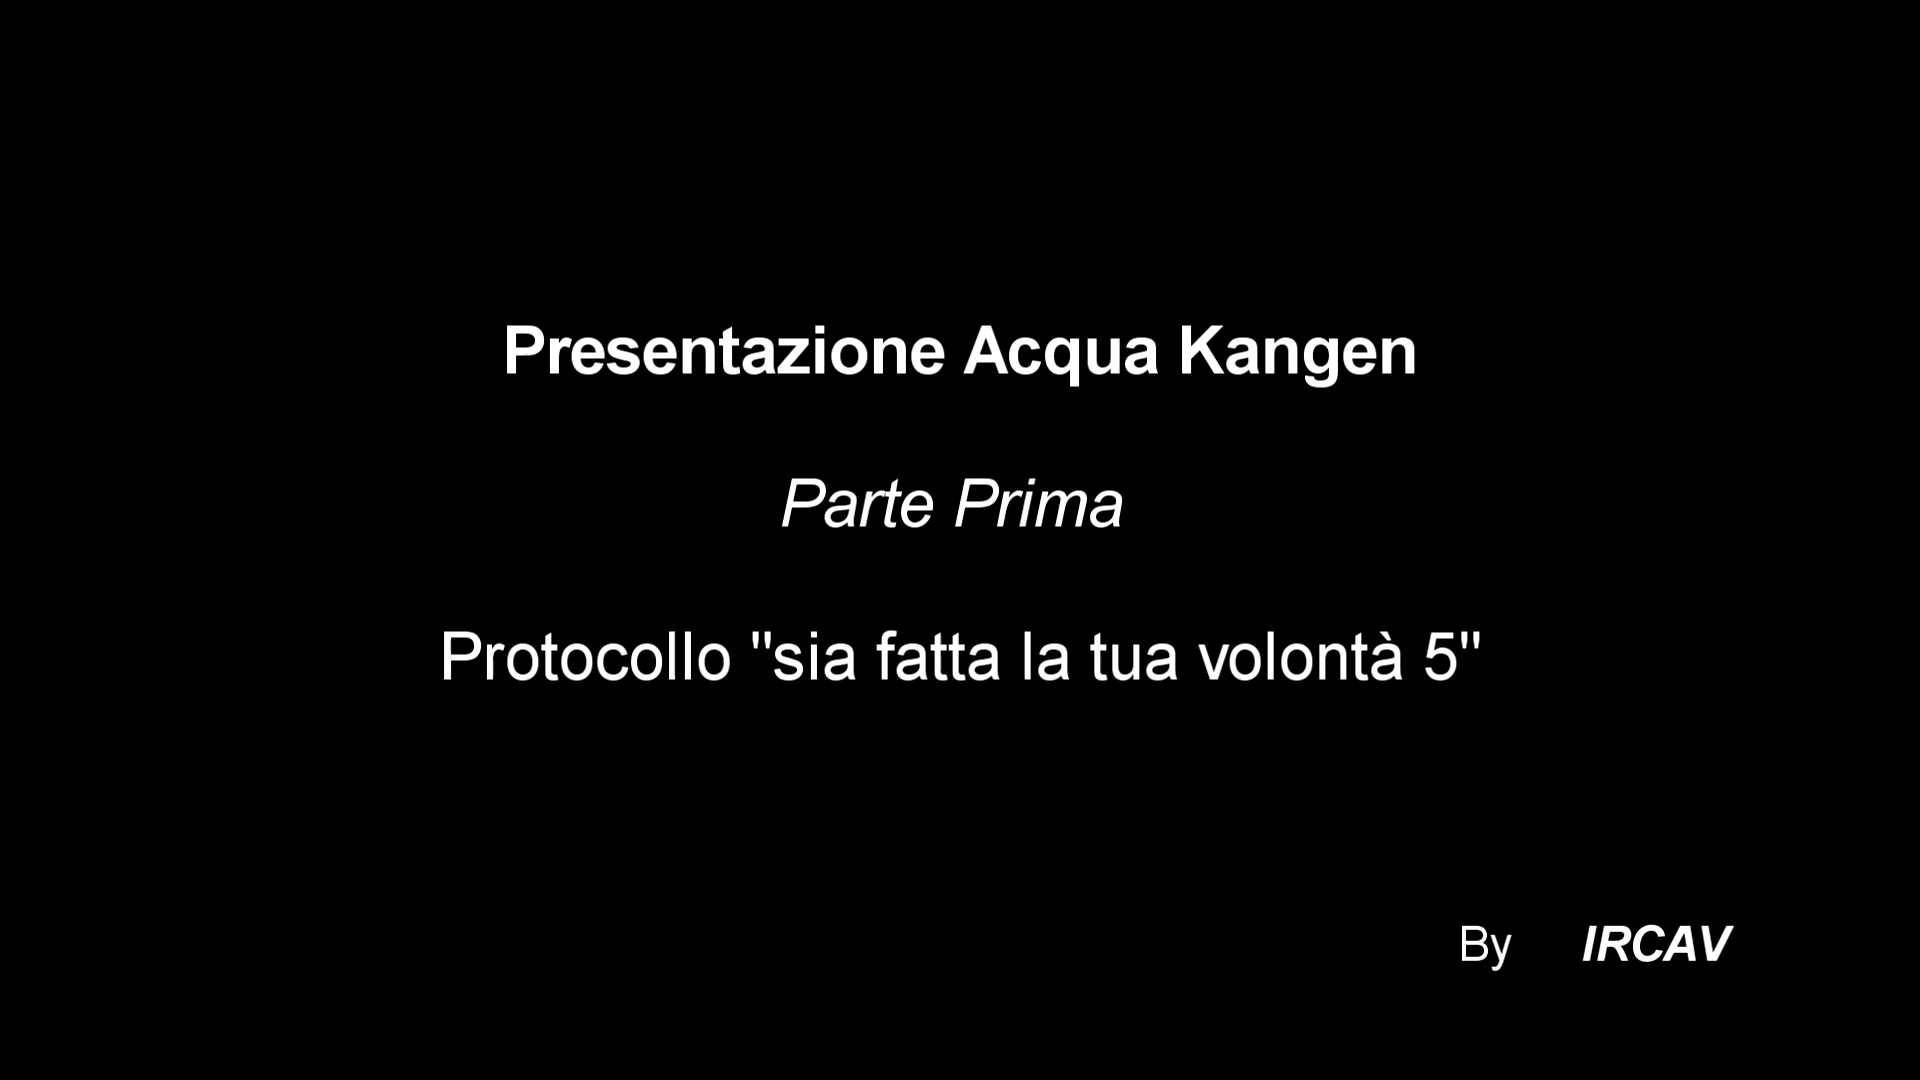 Presentazione Acqua Kangen
Parte Prima
Protocollo "sia fatta la tua volontà 5"
By IRCAV